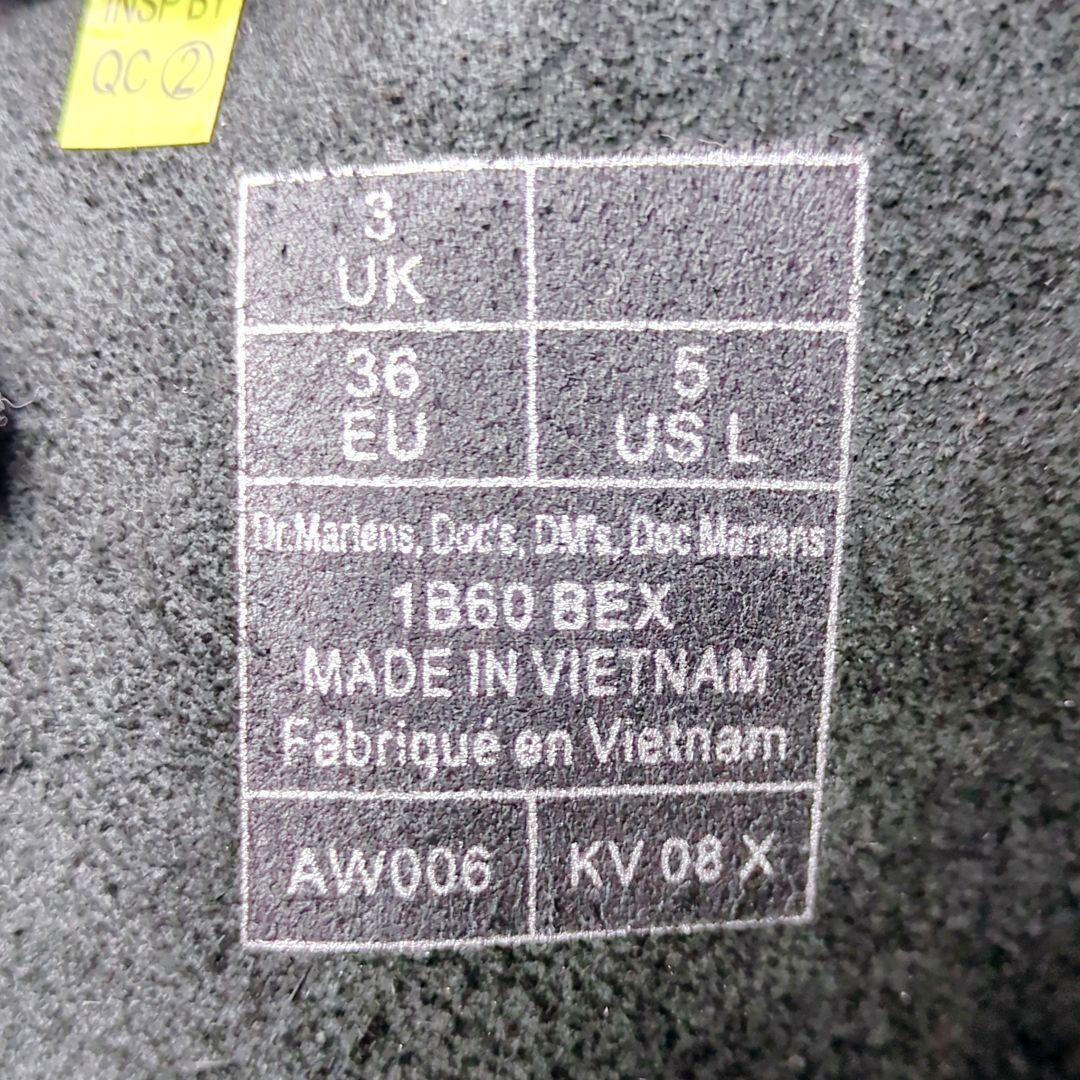 INSP BY
QC ②
3
UK
36
EU
5
US L
Dr.Martens, Doc's, DM's, Doc Martens
1B60 BEX
MADE IN VIETNAM
Fabriqué en Vietnam
AW006
KV 08 X